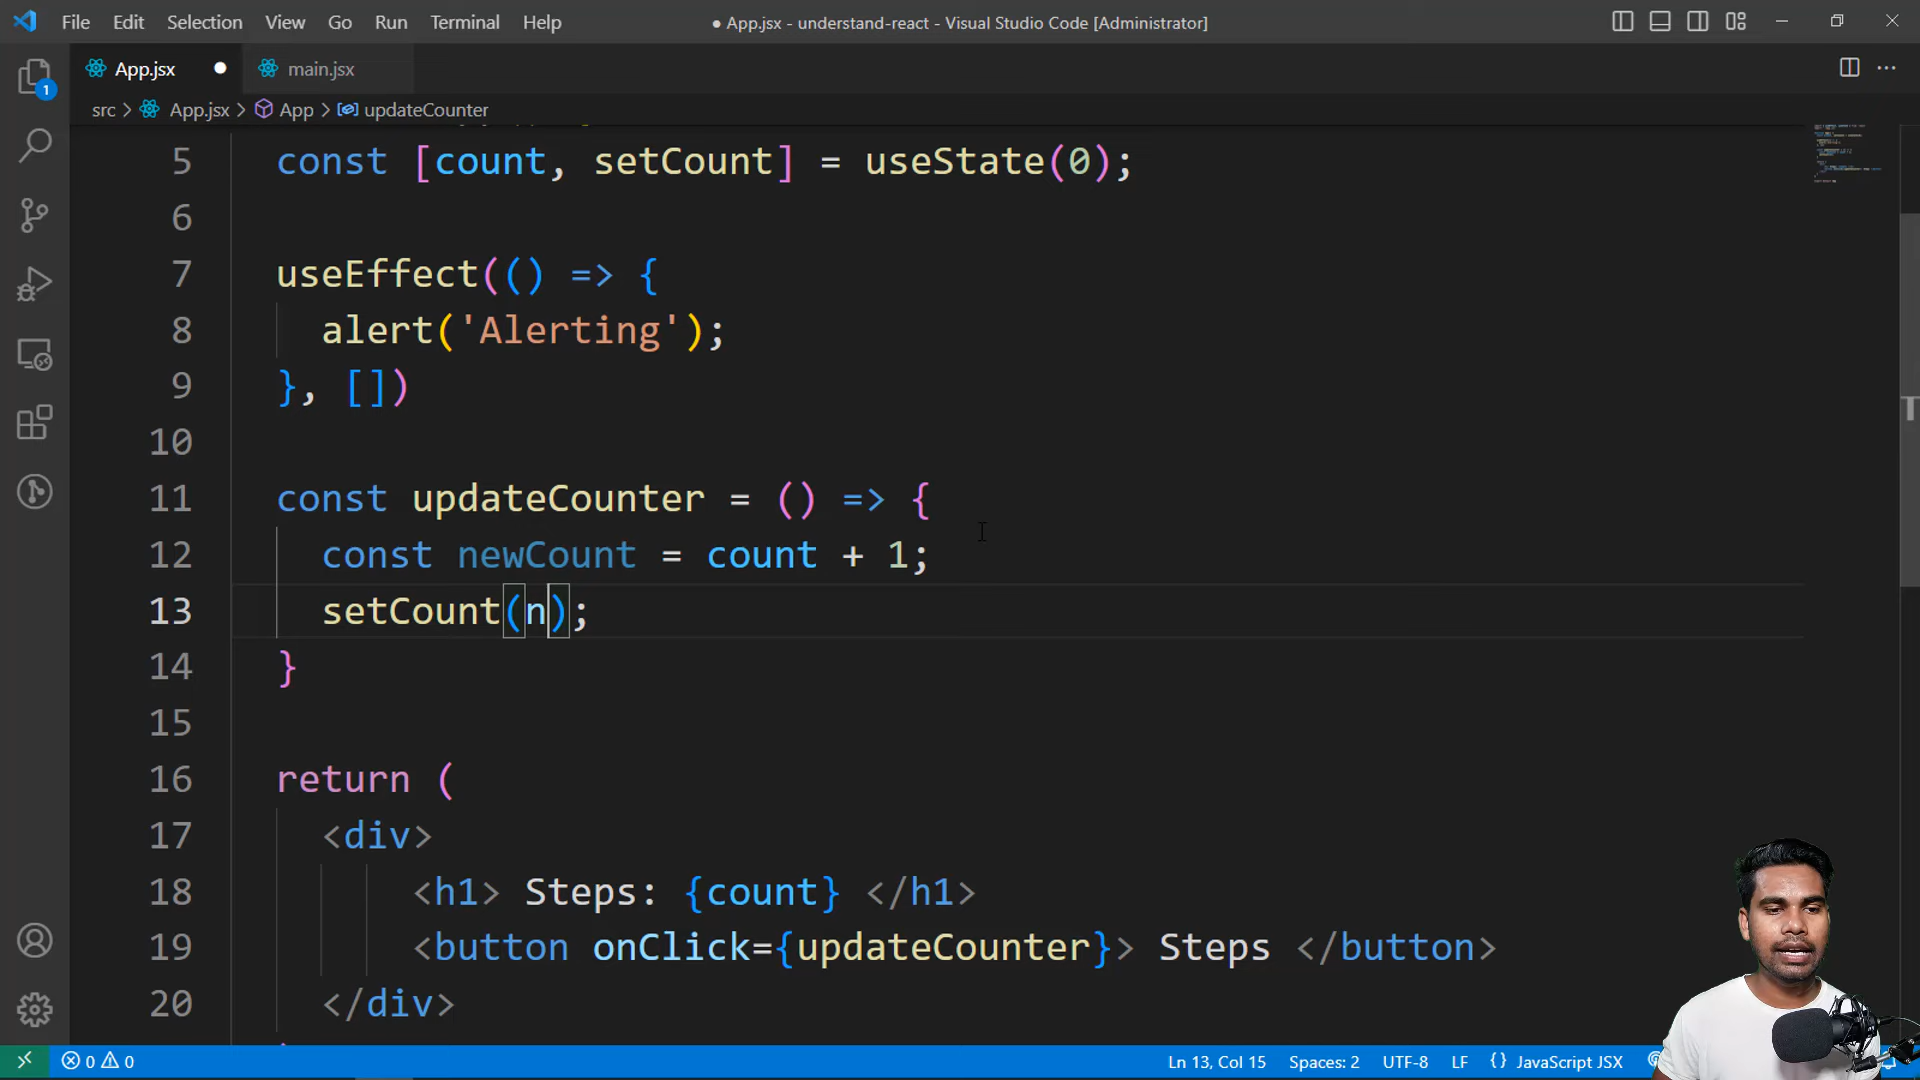 File Edit Selection View Go Run Terminal Help
● App.jsx - understand-react - Visual Studio Code [Administrator]
App.jsx ●
main.jsx
src > App.jsx > App > updateCounter
1
5 const [count, setCount] = useState(0);
6
7 useEffect(() => {
8 alert('Alerting');
9 }, [])
10
11 const updateCounter = () => {
12 const newCount = count + 1;
13 setCount(n);
14 }
15
16 return (
17 <div>
18 <h1> Steps: {count} </h1>
19 <button onClick={updateCounter}> Steps </button>
20 </div>
0 0 Ln 13, Col 15 Spaces: 2 UTF-8 LF {} JavaScript JSX